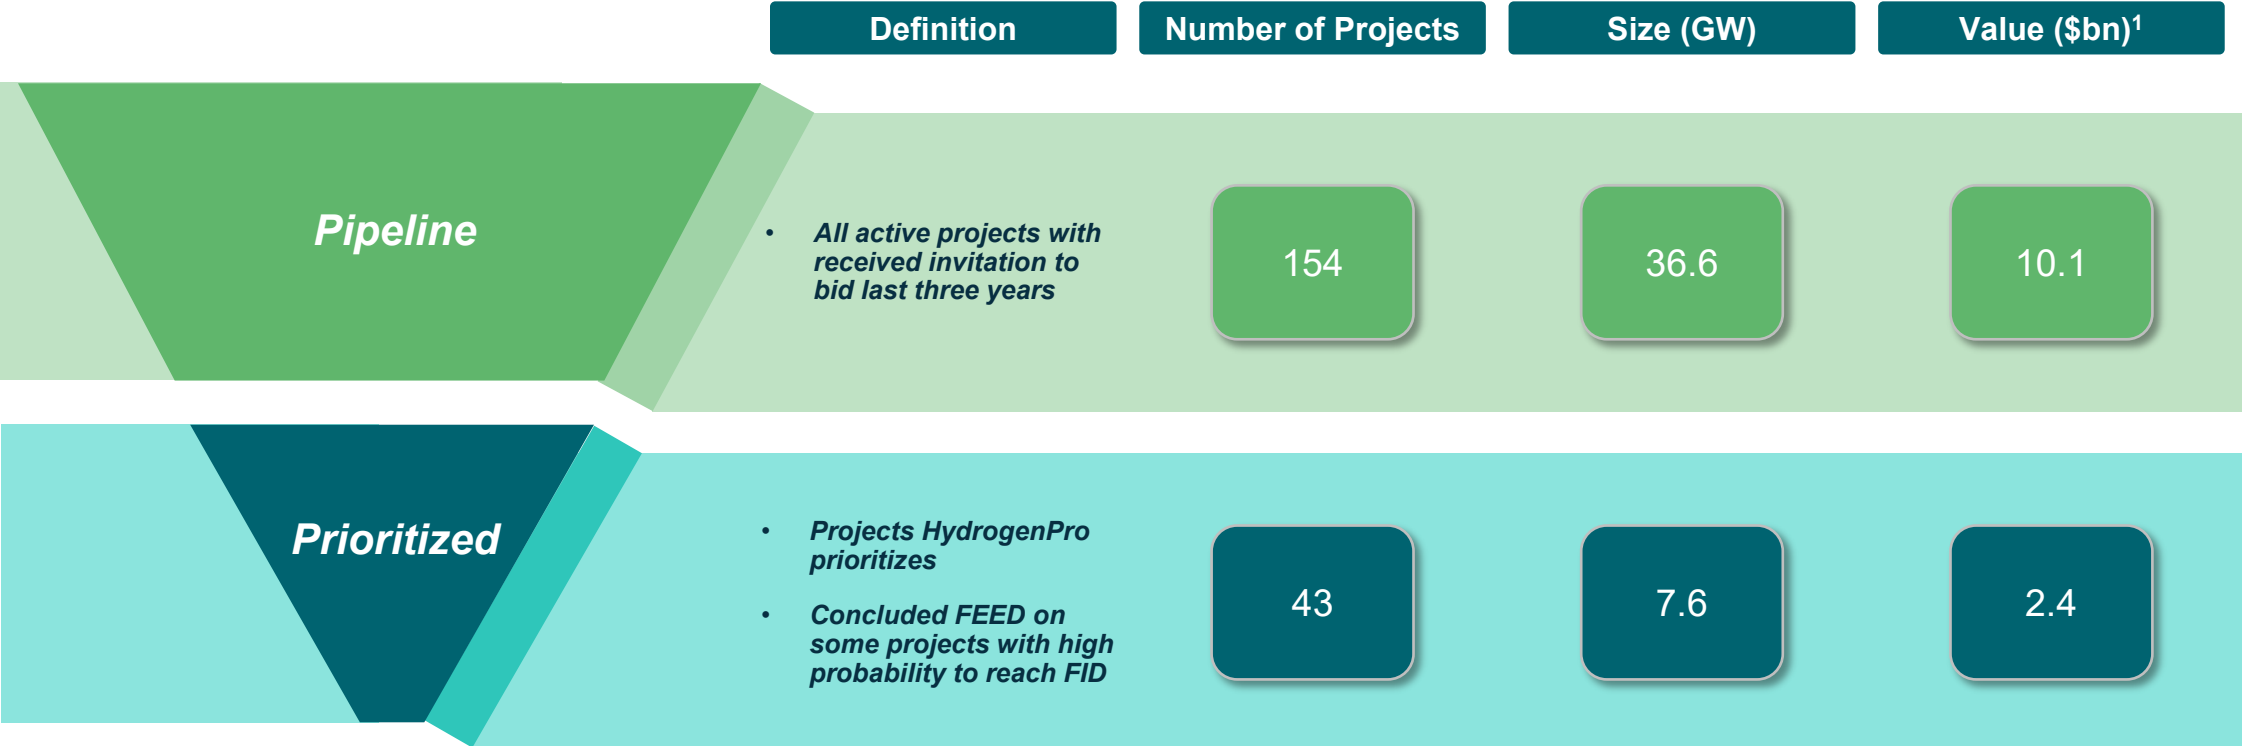 Definition
Number of Projects
Size (GW)
Value ($bn)¹
Pipeline
• All active projects with
received invitation to
bid last three years
154
36.6
10.1
Prioritized
• Projects HydrogenPro
prioritizes
• Concluded FEED on
some projects with high
probability to reach FID
43
7.6
2.4